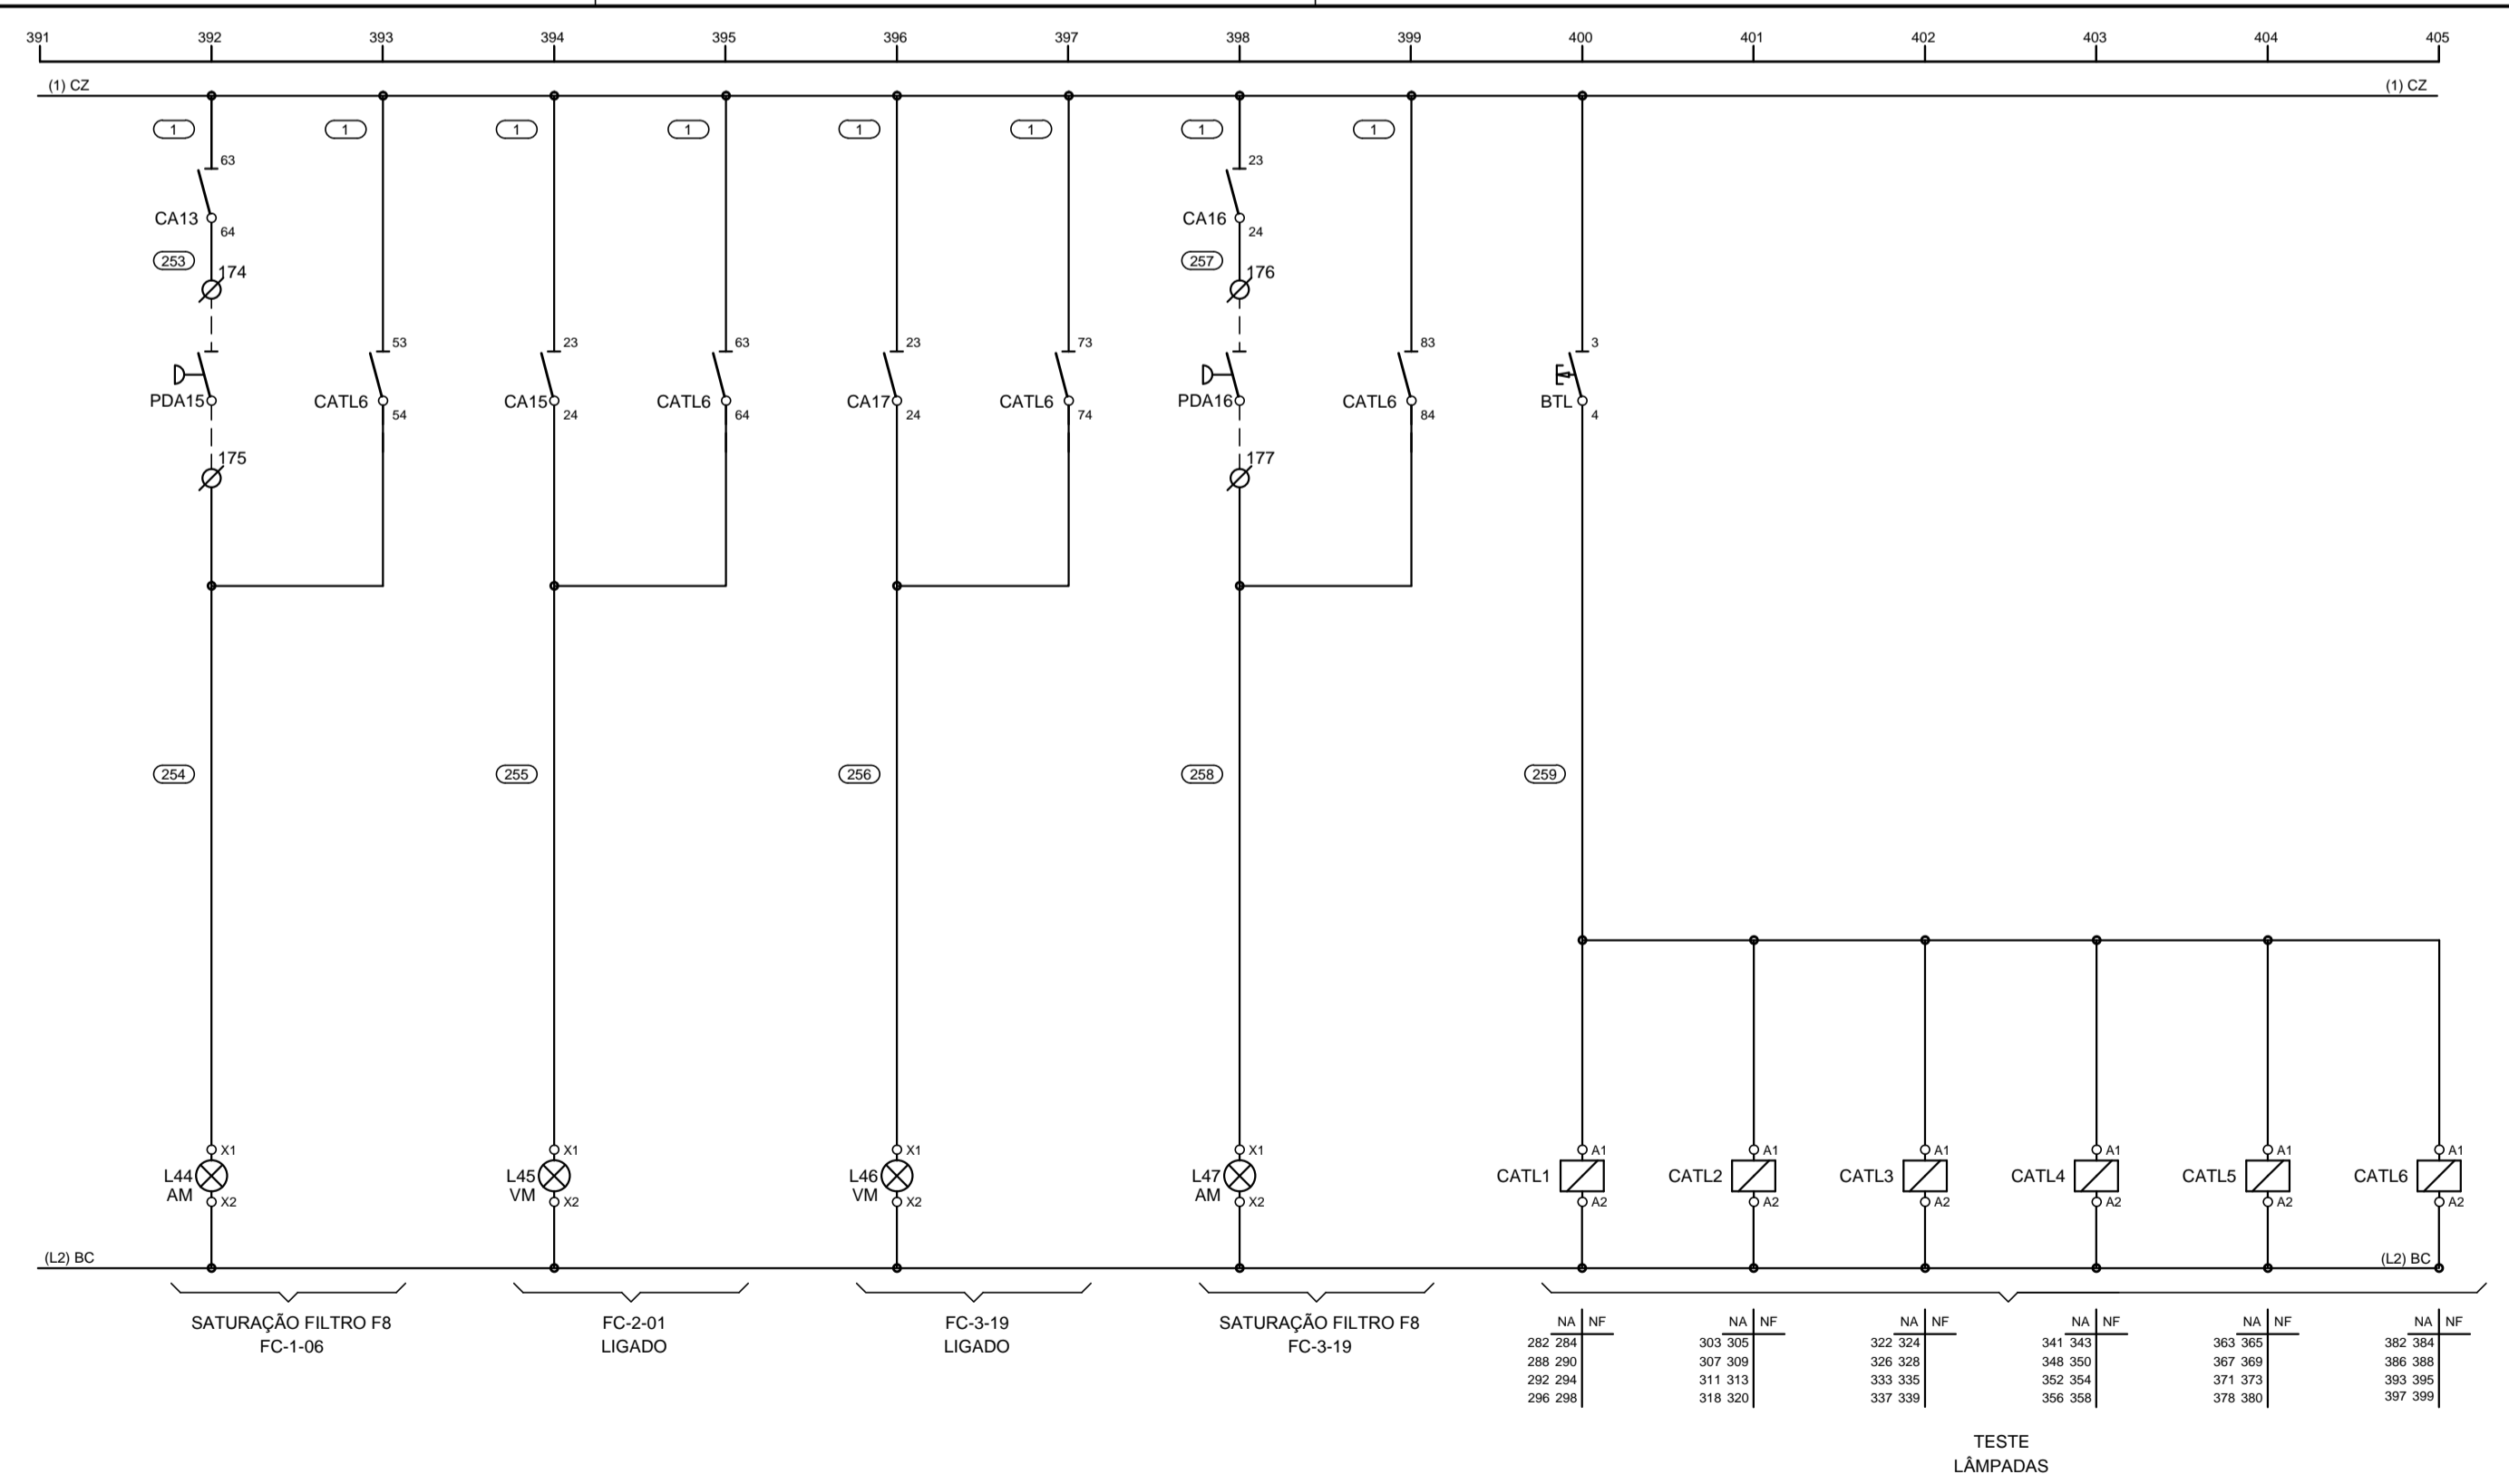 391 392 393 394 395 396 397 398 399 400 401 402 403 404 405
(1) CZ (1) CZ
1 1 1 1 1 1 1 1
63 23
CA13 CA16
64 24
253 257
174 176
53 23 63 23 73 83 3
PDA15 CATL6 CA15 CATL6 CA17 CATL6 PDA16 CATL6 BTL
54 24 64 24 74 84 4
175 177
254 255 256 258 259
X1 X1 X1 X1 A1 A1 A1 A1 A1 A1
L44 L45 L46 L47 CATL1 CATL2 CATL3 CATL4 CATL5 CATL6
AM VM VM AM
X2 X2 X2 X2 A2 A2 A2 A2 A2 A2
(L2) BC (L2) BC
SATURAÇÃO FILTRO F8 FC-2-01 FC-3-19 SATURAÇÃO FILTRO F8 NA NF NA NF NA NF NA NF NA NF NA NF
FC-1-06 LIGADO LIGADO FC-3-19 282 284 303 305 322 324 341 343 363 365 382 384
288 290 307 309 326 328 348 350 367 369 386 388
292 294 311 313 333 335 352 354 371 373 393 395
296 298 318 320 337 339 356 358 378 380 397 399
TESTE
LÂMPADAS